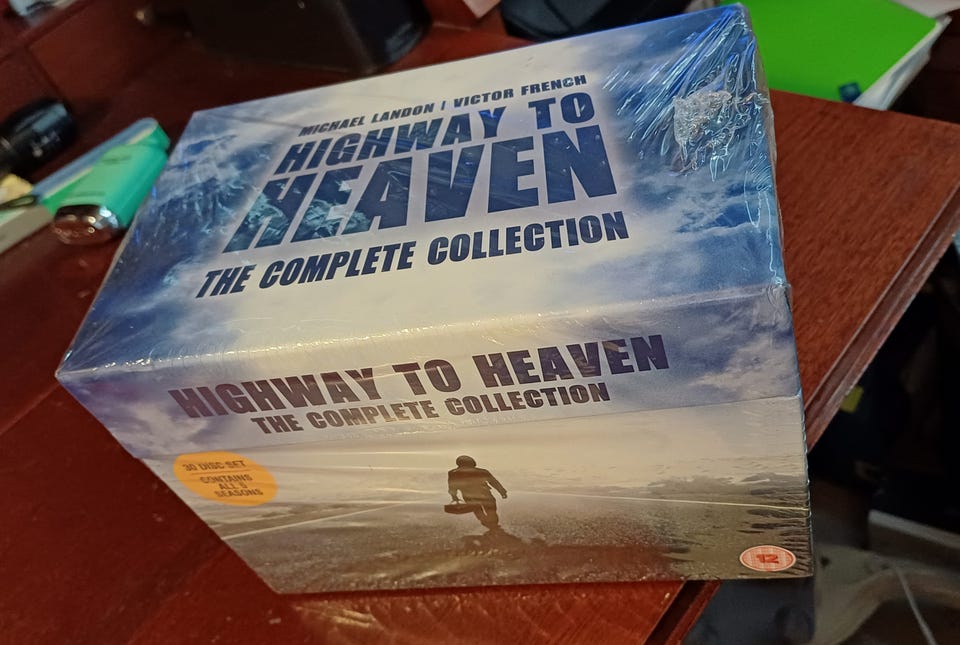 MICHAEL LANDON | VICTOR FRENCH
HIGHWAY TO
HEAVEN
THE COMPLETE COLLECTION
HIGHWAY TO HEAVEN
THE COMPLETE COLLECTION
30 DISC SET
CONTAINS
ALL 5
SEASONS
12